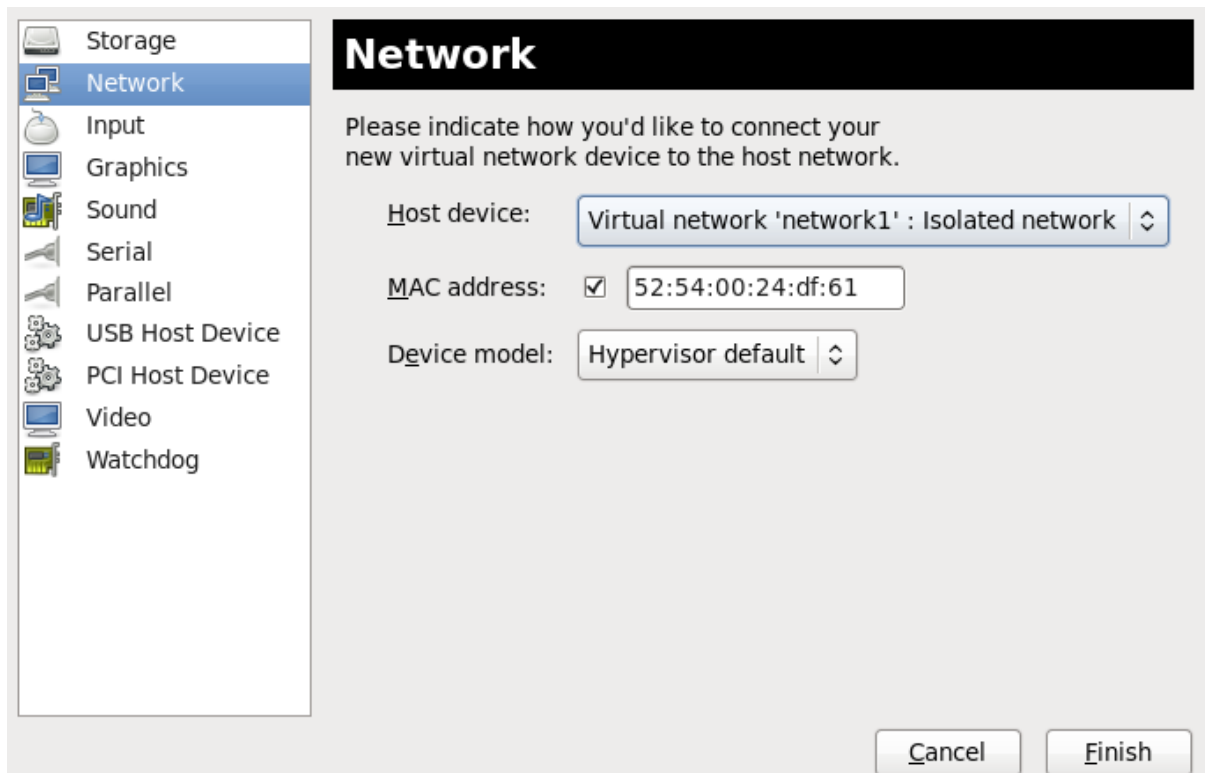 Storage
Network
Input
Graphics
Sound
Serial
Parallel
USB Host Device
PCI Host Device
Video
Watchdog
Network
Please indicate how you'd like to connect your
new virtual network device to the host network.
Host device: Virtual network 'network1' : Isolated network
MAC address: 52:54:00:24:df:61
Device model: Hypervisor default
Cancel Finish